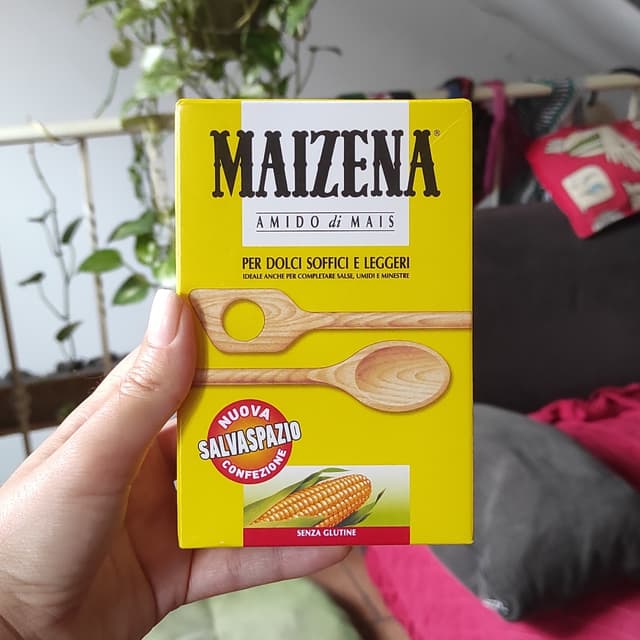 MAIZENA®
AMIDO di MAIS
PER DOLCI SOFFICI E LEGGERI
IDEALE ANCHE PER COMPLETARE SALSE, UMIDI E MINESTRE
NUOVA
SALVASPAZIO
CONFEZIONE
SENZA GLUTINE